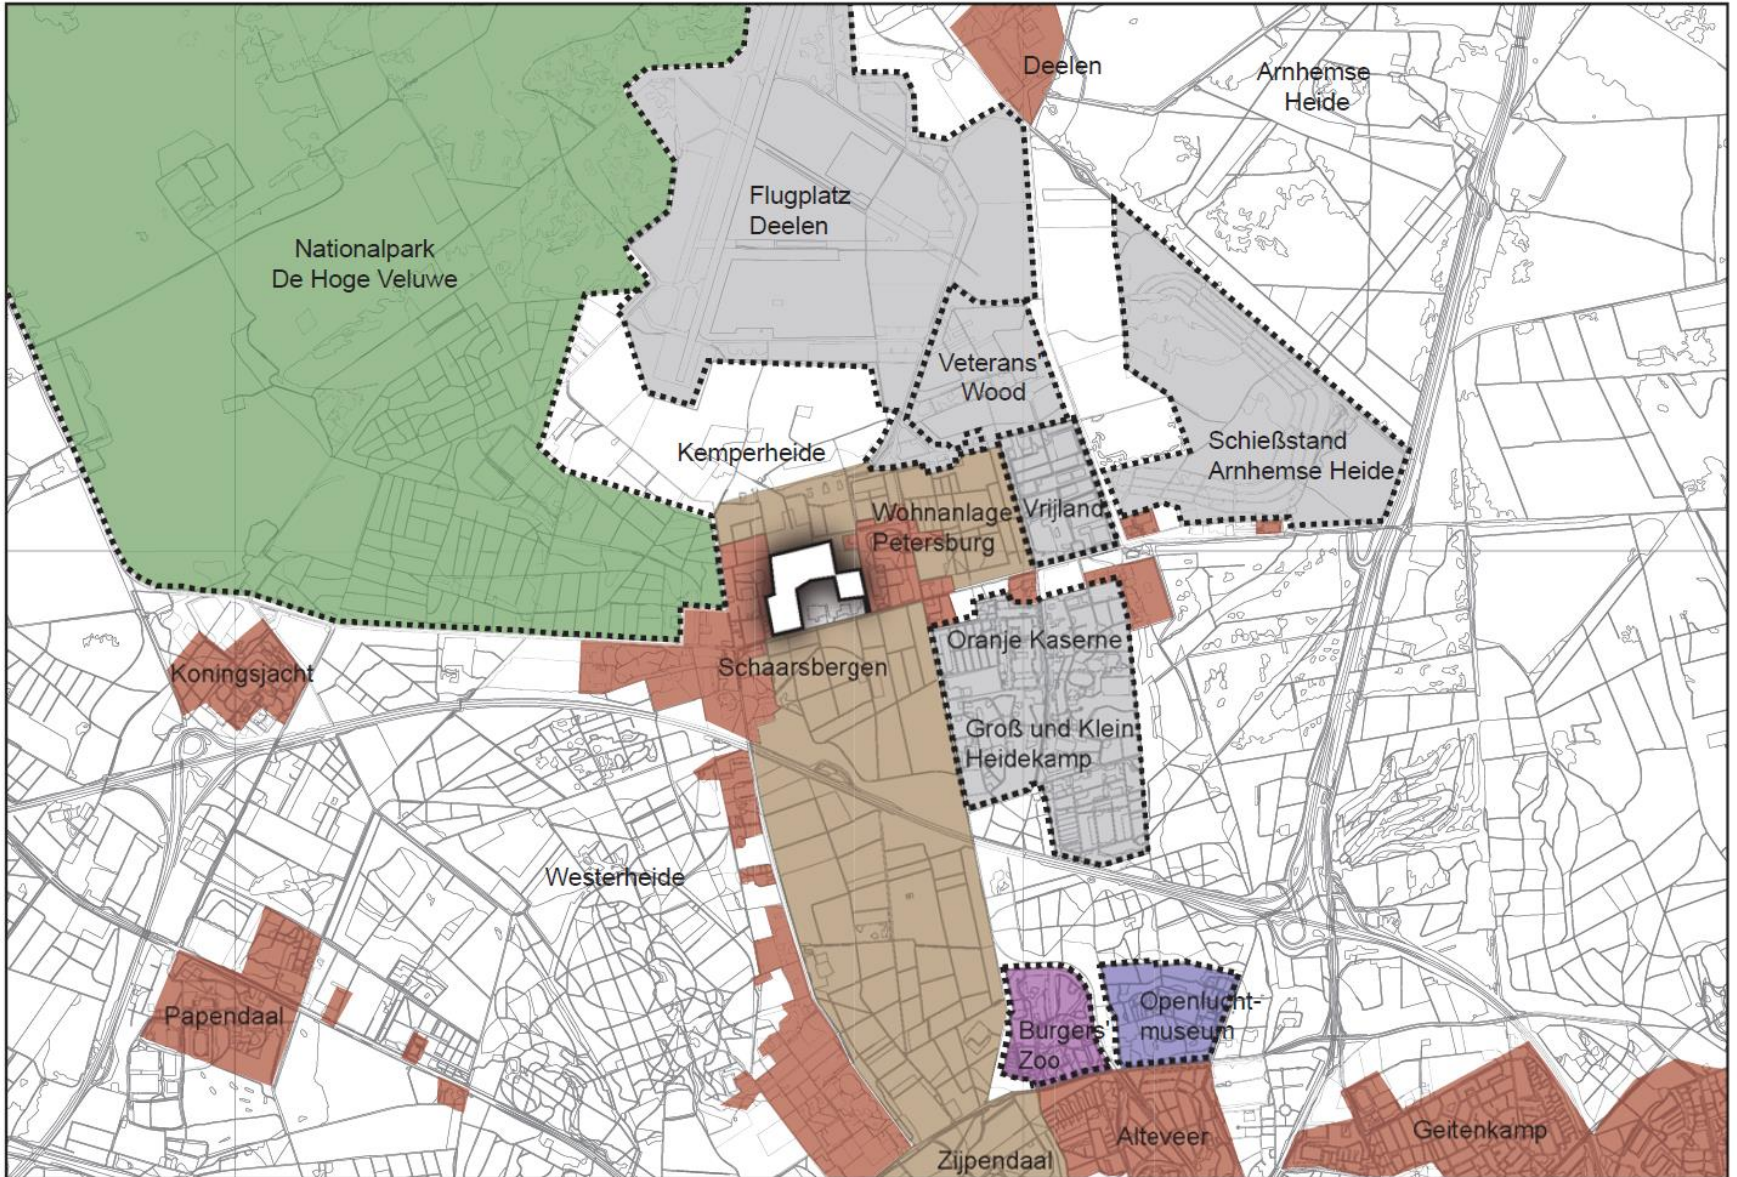 Deelen
Arnhemse
Heide
Flugplatz
Deelen
Nationalpark
De Hoge Veluwe
Veterans'
Wood
Kemperheide
Schießstand
Arnhemse Heide
Wohnanlage
Petersburg
Vrijland
Oranje Kaserne
Koningsjacht
Schaarsbergen
Groß und Klein
Heidekamp
Westerheide
Papendaal
Burgers'
Zoo
Openlucht-
museum
Alteveer
Geitenkamp
Zijpendaal